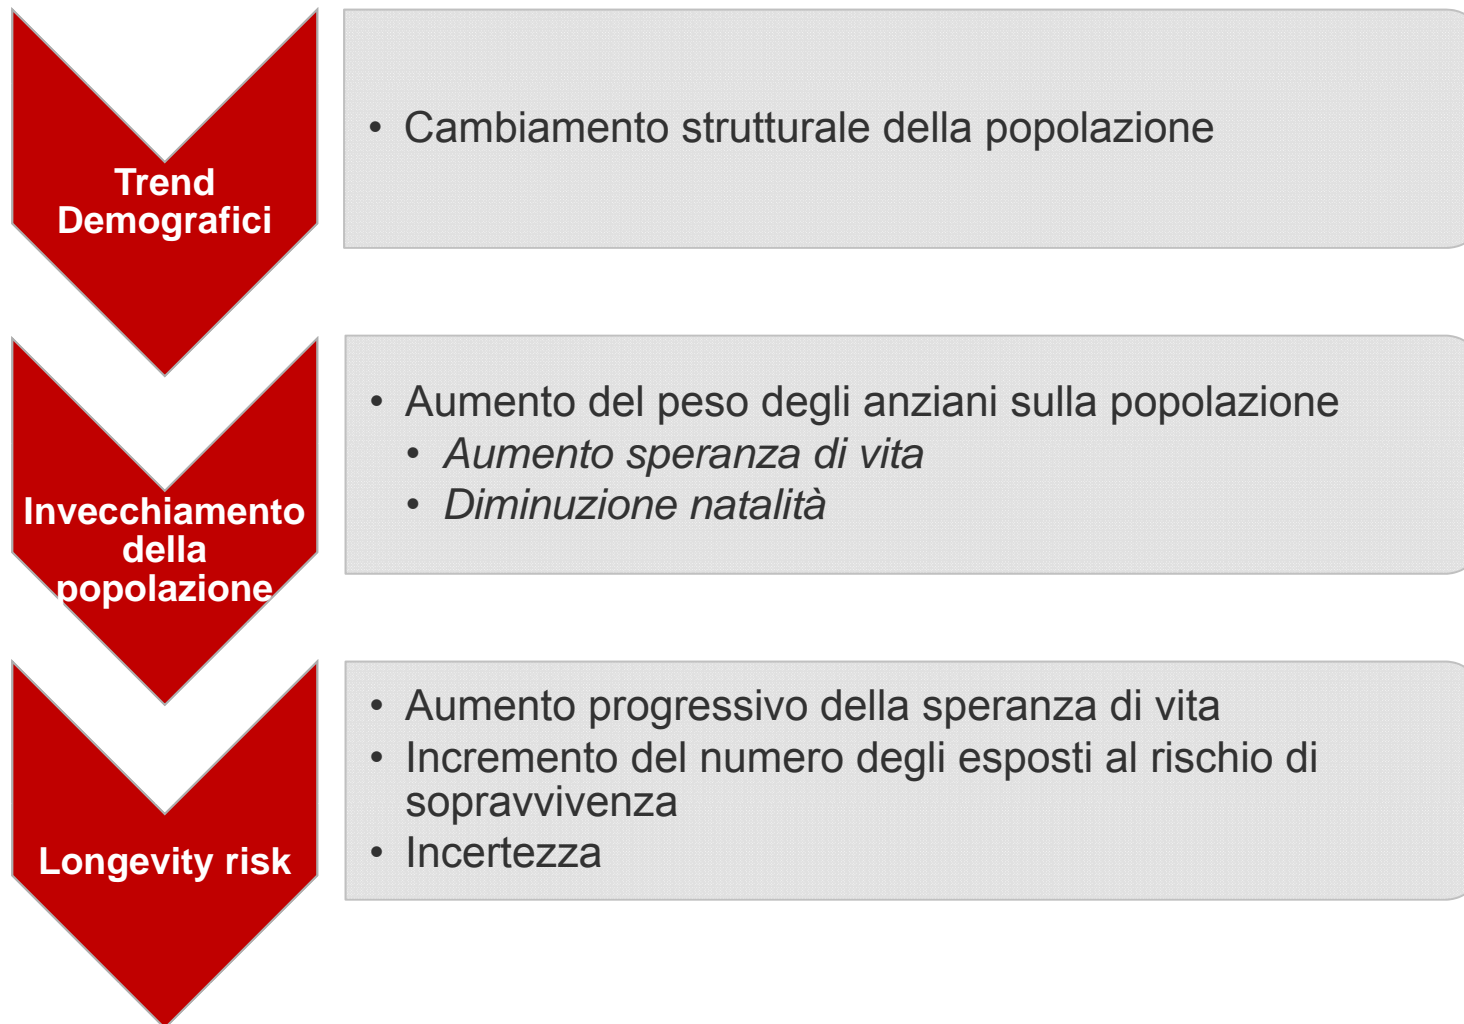 Trend
Demografici
• Cambiamento strutturale della popolazione
Invecchiamento
della
popolazione
• Aumento del peso degli anziani sulla popolazione
• Aumento speranza di vita
• Diminuzione natalità
Longevity risk
• Aumento progressivo della speranza di vita
• Incremento del numero degli esposti al rischio di
sopravvivenza
• Incertezza